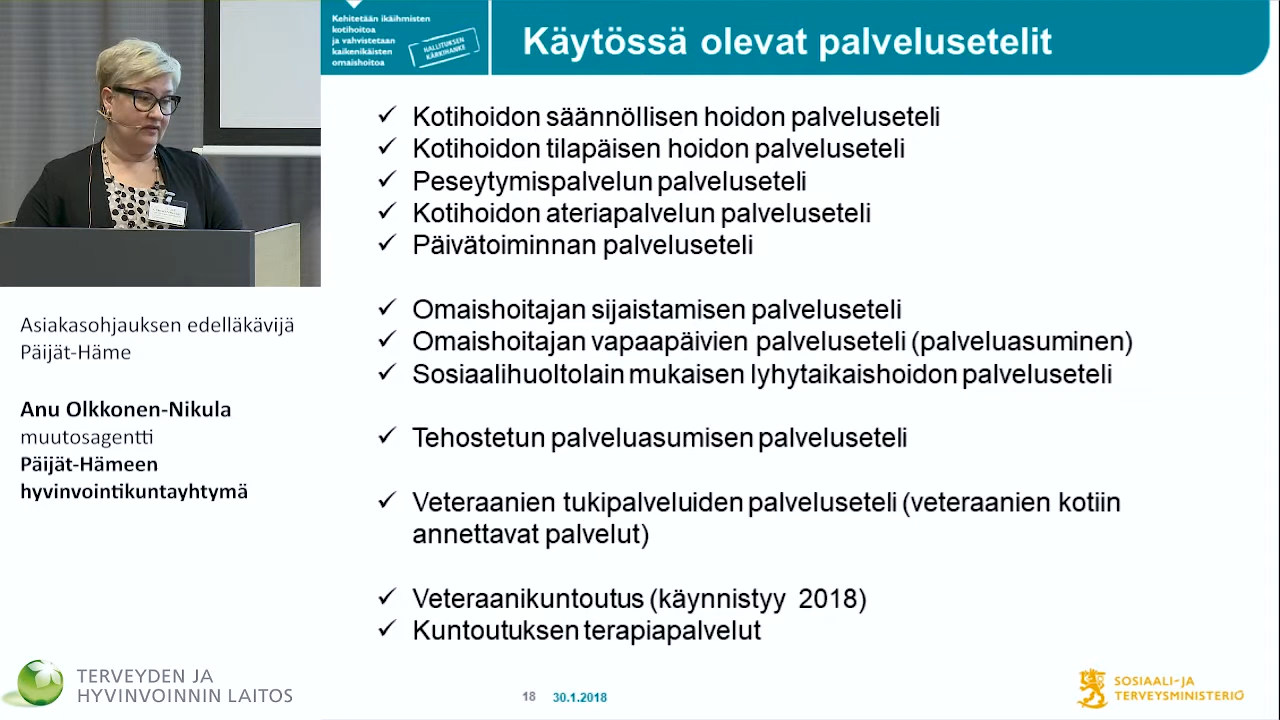 Kehitetään ikäihmisten
kotihoitoa
ja vahvistetaan
kaikenikäisten
omaishoitoa
HALLITUKSEN
KÄRKIHANKE
Käytössä olevat palvelusetelit
✓ Kotihoidon säännöllisen hoidon palveluseteli
✓ Kotihoidon tilapäisen hoidon palveluseteli
✓ Peseytymispalvelun palveluseteli
✓ Kotihoidon ateriapalvelun palveluseteli
✓ Päivätoiminnan palveluseteli
✓ Omaishoitajan sijaistamisen palveluseteli
✓ Omaishoitajan vapaapäivien palveluseteli (palveluasuminen)
✓ Sosiaalihuoltolain mukaisen lyhytaikaishoidon palveluseteli
✓ Tehostetun palveluasumisen palveluseteli
✓ Veteraanien tukipalveluiden palveluseteli (veteraanien kotiin
annettavat palvelut)
✓ Veteraanikuntoutus (käynnistyy 2018)
✓ Kuntoutuksen terapiapalvelut
Asiakasohjauksen edelläkävijä
Päijät-Häme
Anu Olkkonen-Nikula
muutosagentti
Päijät-Hämeen
hyvinvointikuntayhtymä
TERVEYDEN JA
HYVINVOINNIN LAITOS
18 30.1.2018
SOSIAALI- JA
TERVEYSMINISTERIÖ